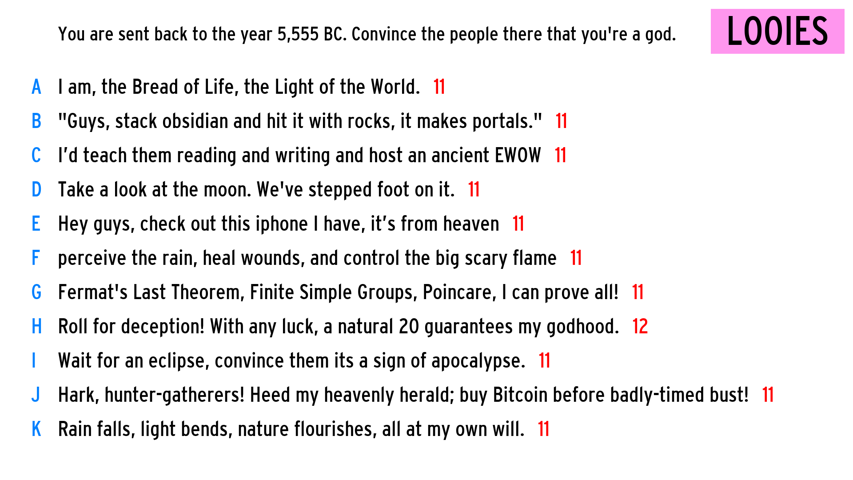 You are sent back to the year 5,555 BC. Convince the people there that you're a god.
LOOIES
A I am, the Bread of Life, the Light of the World. 11
B "Guys, stack obsidian and hit it with rocks, it makes portals." 11
C I’d teach them reading and writing and host an ancient EWOW 11
D Take a look at the moon. We've stepped foot on it. 11
E Hey guys, check out this iphone I have, it’s from heaven 11
F perceive the rain, heal wounds, and control the big scary flame 11
G Fermat's Last Theorem, Finite Simple Groups, Poincare, I can prove all! 11
H Roll for deception! With any luck, a natural 20 guarantees my godhood. 12
I Wait for an eclipse, convince them its a sign of apocalypse. 11
J Hark, hunter-gatherers! Heed my heavenly herald; buy Bitcoin before badly-timed bust! 11
K Rain falls, light bends, nature flourishes, all at my own will. 11